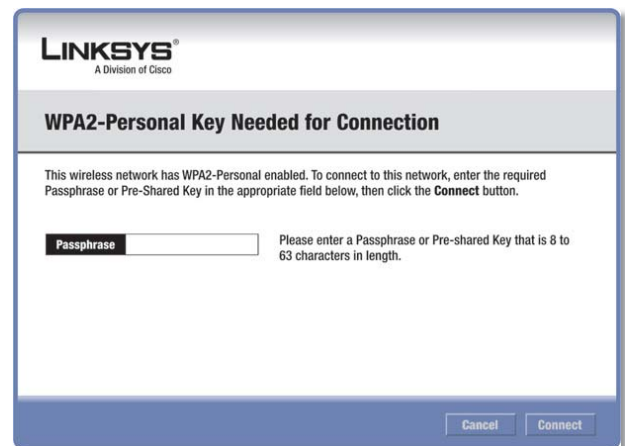 LINKSYS®
A Division of Cisco
WPA2-Personal Key Needed for Connection
This wireless network has WPA2-Personal enabled. To connect to this network, enter the required
Passphrase or Pre-Shared Key in the appropriate field below, then click the Connect button.
Passphrase
Please enter a Passphrase or Pre-shared Key that is 8 to
63 characters in length.
Cancel
Connect